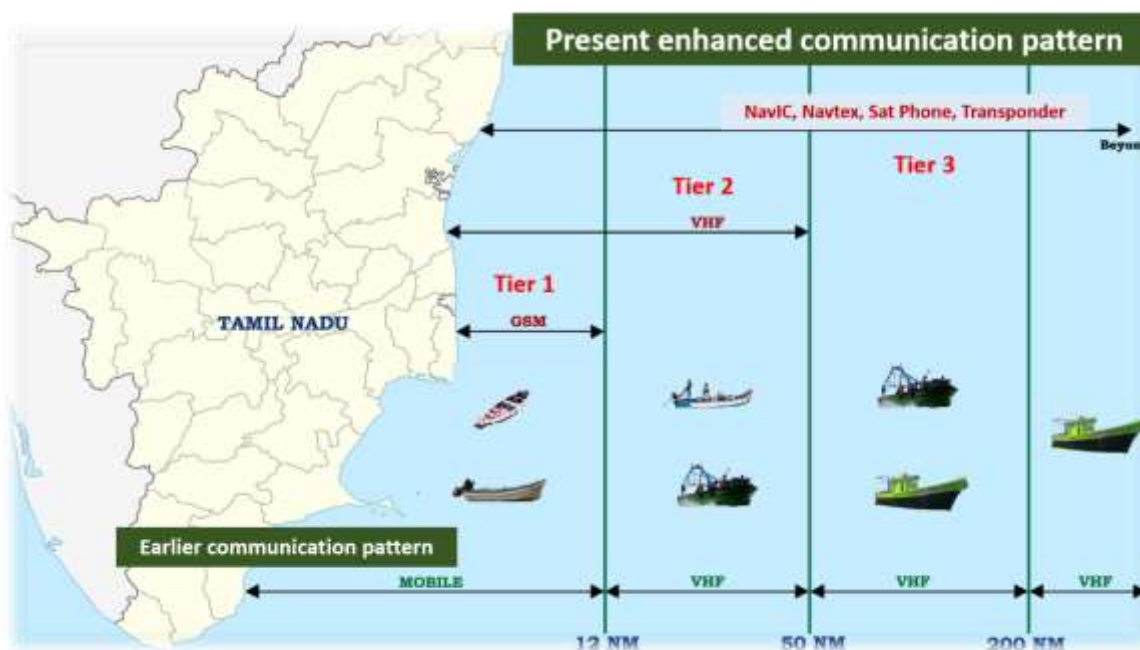 Present enhanced communication pattern
NavIC, Navtex, Sat Phone, Transponder
Beyon
Tier 3
Tier 2
VHF
Tier 1
GSM
TAMIL NADU
Earlier communication pattern
MOBILE
VHF
VHF
VHF
12 NM
50 NM
200 NM